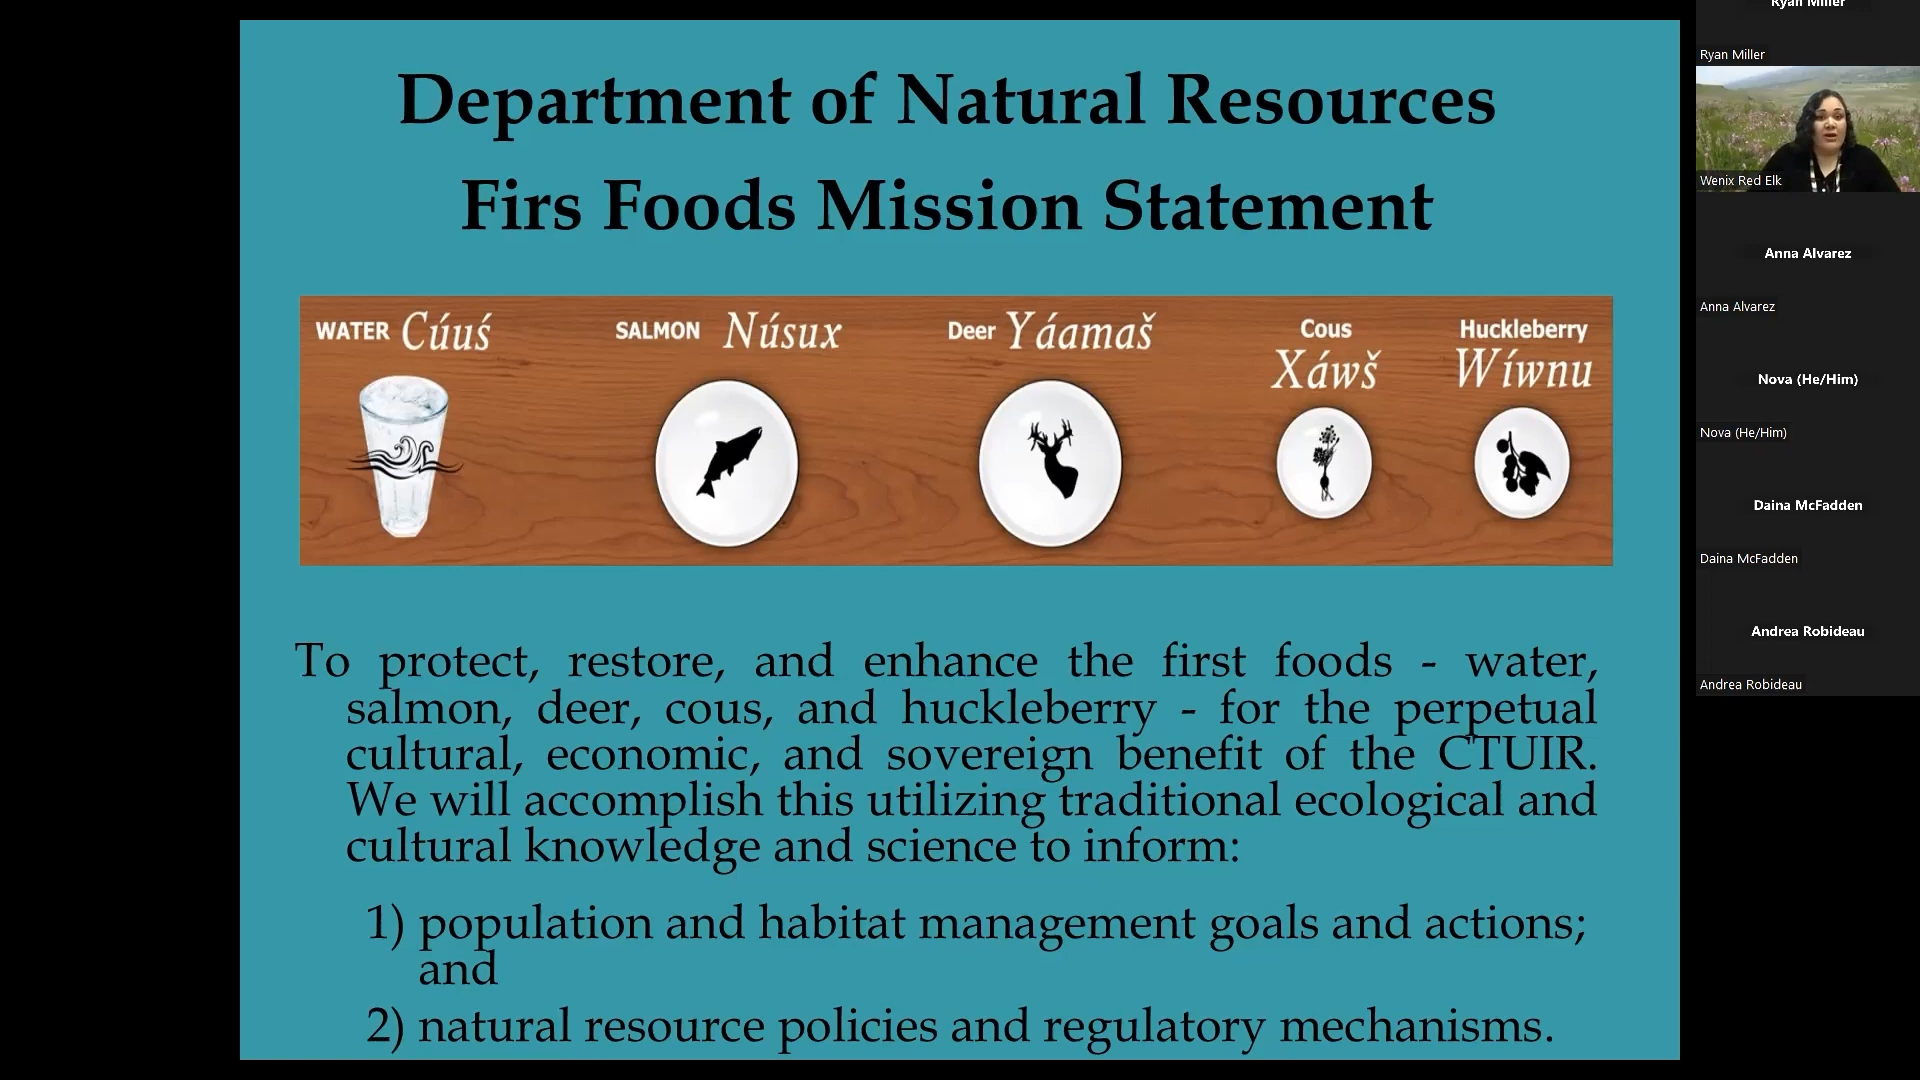 Department of Natural Resources
Firs Foods Mission Statement
WATER Cúuś
SALMON Núsux
Deer Yáamaš
Cous
Xáwš
Huckleberry
Wíwnu
To protect, restore, and enhance the first foods - water,
salmon, deer, cous, and huckleberry - for the perpetual
cultural, economic, and sovereign benefit of the CTUIR.
We will accomplish this utilizing traditional ecological and
cultural knowledge and science to inform:
1) population and habitat management goals and actions;
and
2) natural resource policies and regulatory mechanisms.
Ryan Miller
Ryan Miller
Wenix Red Elk
Anna Alvarez
Anna Alvarez
Nova (He/Him)
Nova (He/Him)
Daina McFadden
Daina McFadden
Andrea Robideau
Andrea Robideau